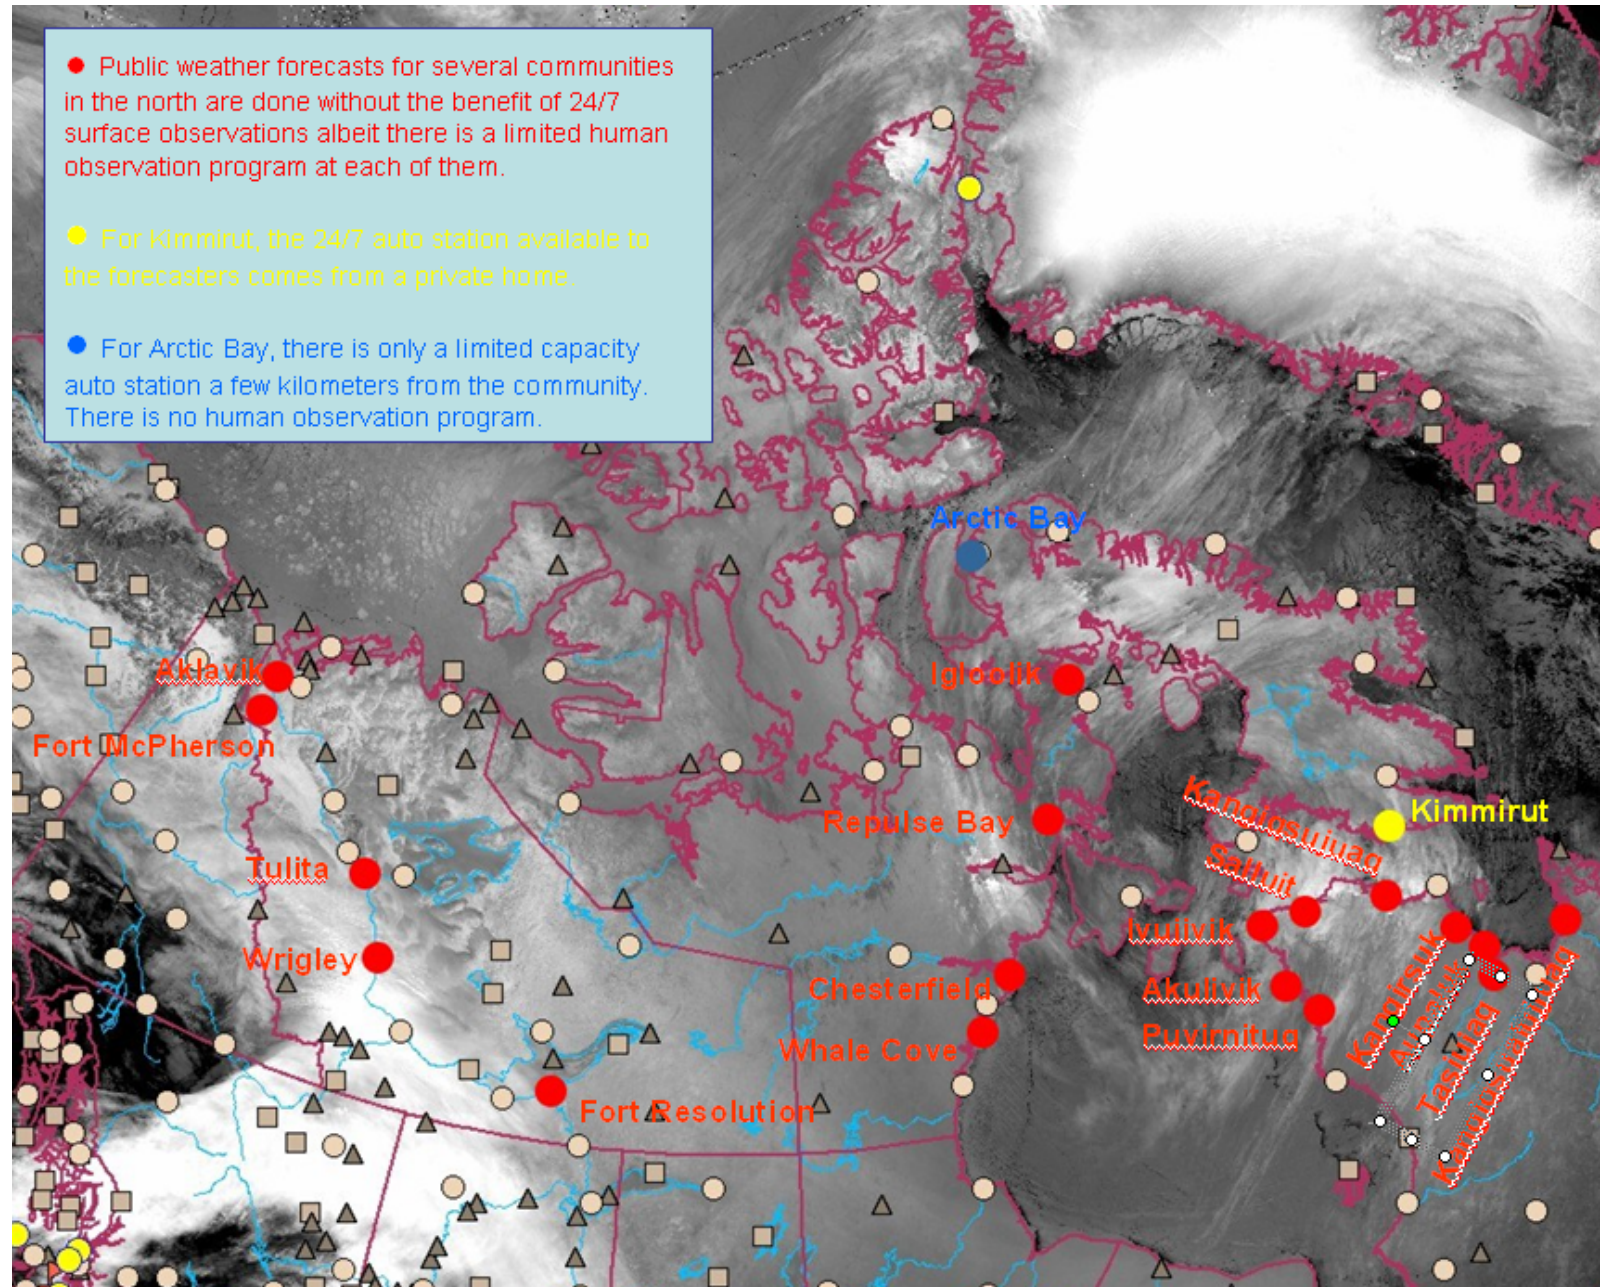 Public weather forecasts for several communities
in the north are done without the benefit of 24/7
surface observations albeit there is a limited human
observation program at each of them.
For Kimmirut, the 24/7 auto station available to
the forecasters comes from a private home.
For Arctic Bay, there is only a limited capacity
auto station a few kilometers from the community.
There is no human observation program.
Arctic Bay
Aklavik
Igloolik
Fort McPherson
Kangiqsujuaq
Kimmirut
Repulse Bay
Salluit
Tulita
Ivujivik
Wrigley
Chesterfield
Akulivik
Puvirnituq
Whale Cove
Kangirsuk
Aupaluk
Tasiujaq
Kangiqsualujjuaq
Fort Resolution